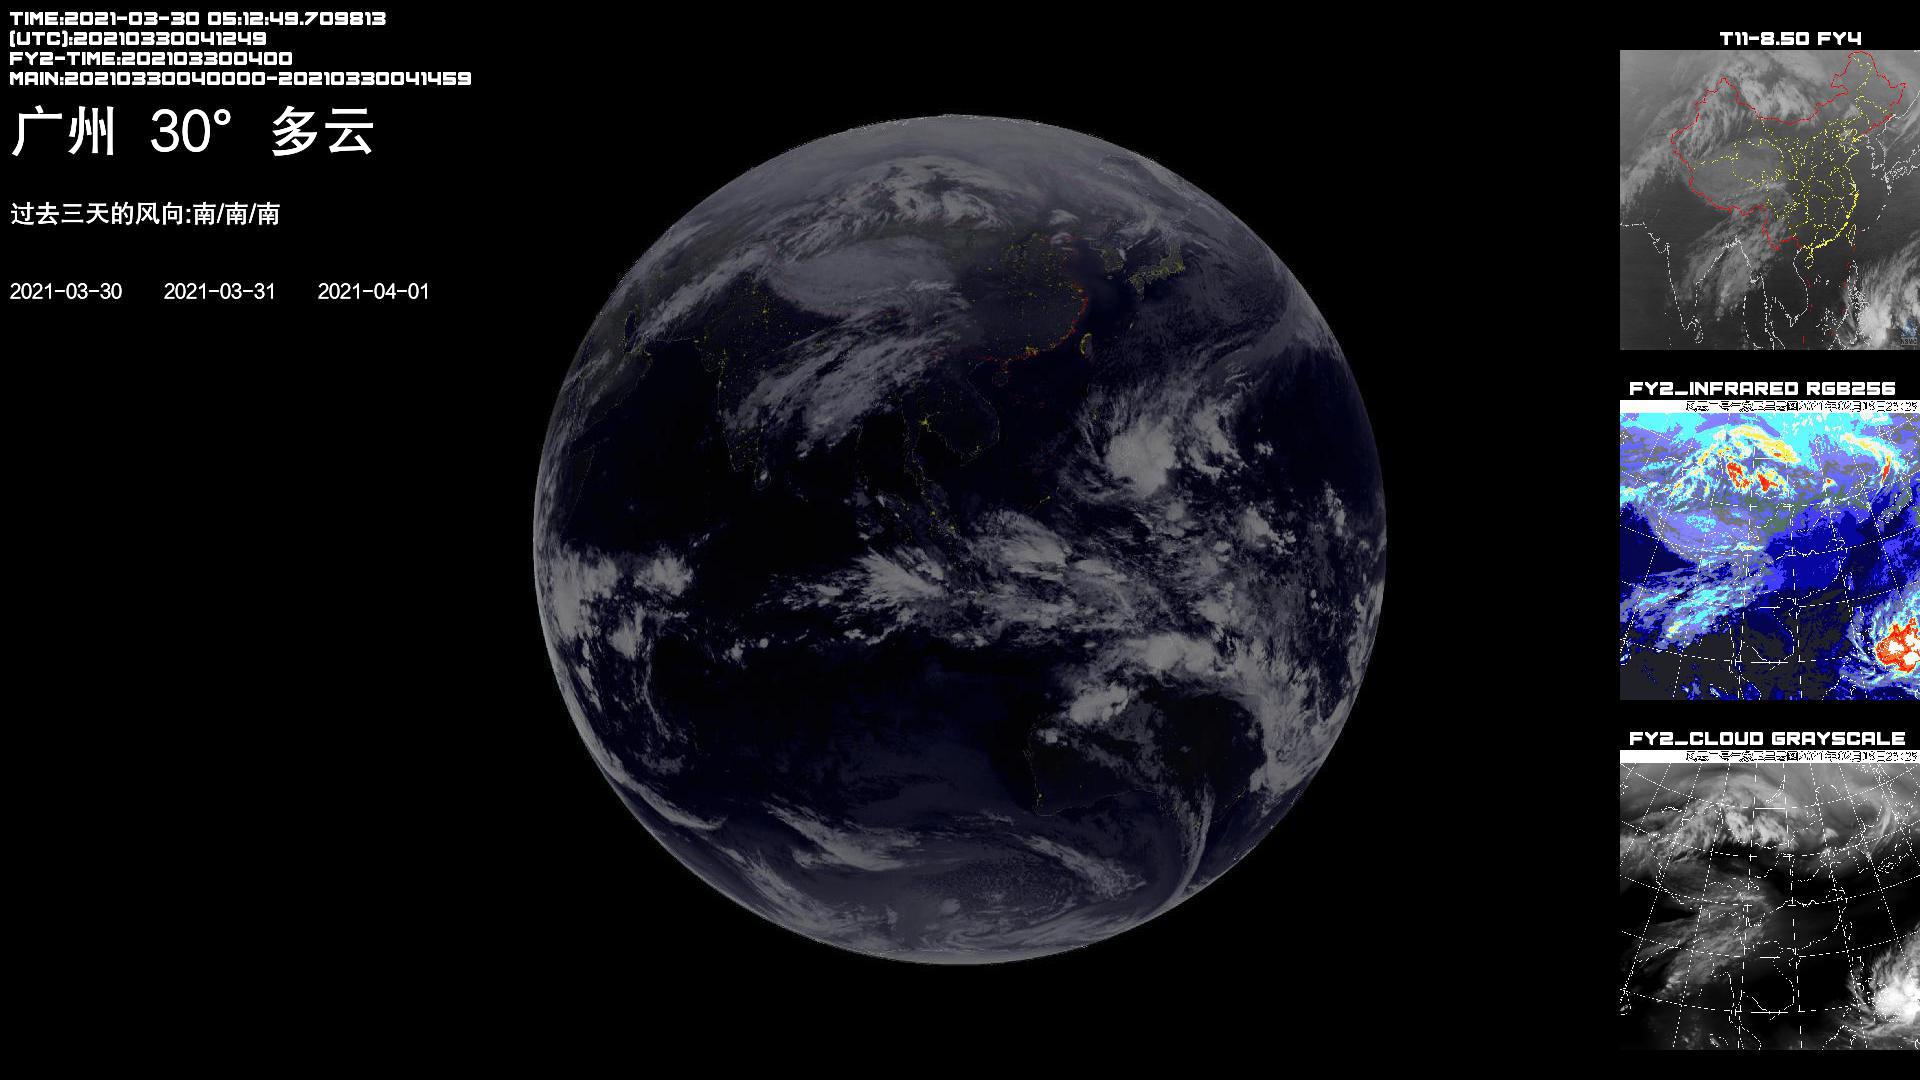 TIME:2021-03-30 05:12:49.709813
(UTC):20210330041249
FY2-TIME:202103300400
MAIN:20210330040000-20210330041459
广州 30° 多云
过去三天的风向:南/南/南
2021-03-30 2021-03-31 2021-04-01
T11-8.50 FY4
FY2_INFRARED RGB256
FY2_CLOUD GRAYSCALE